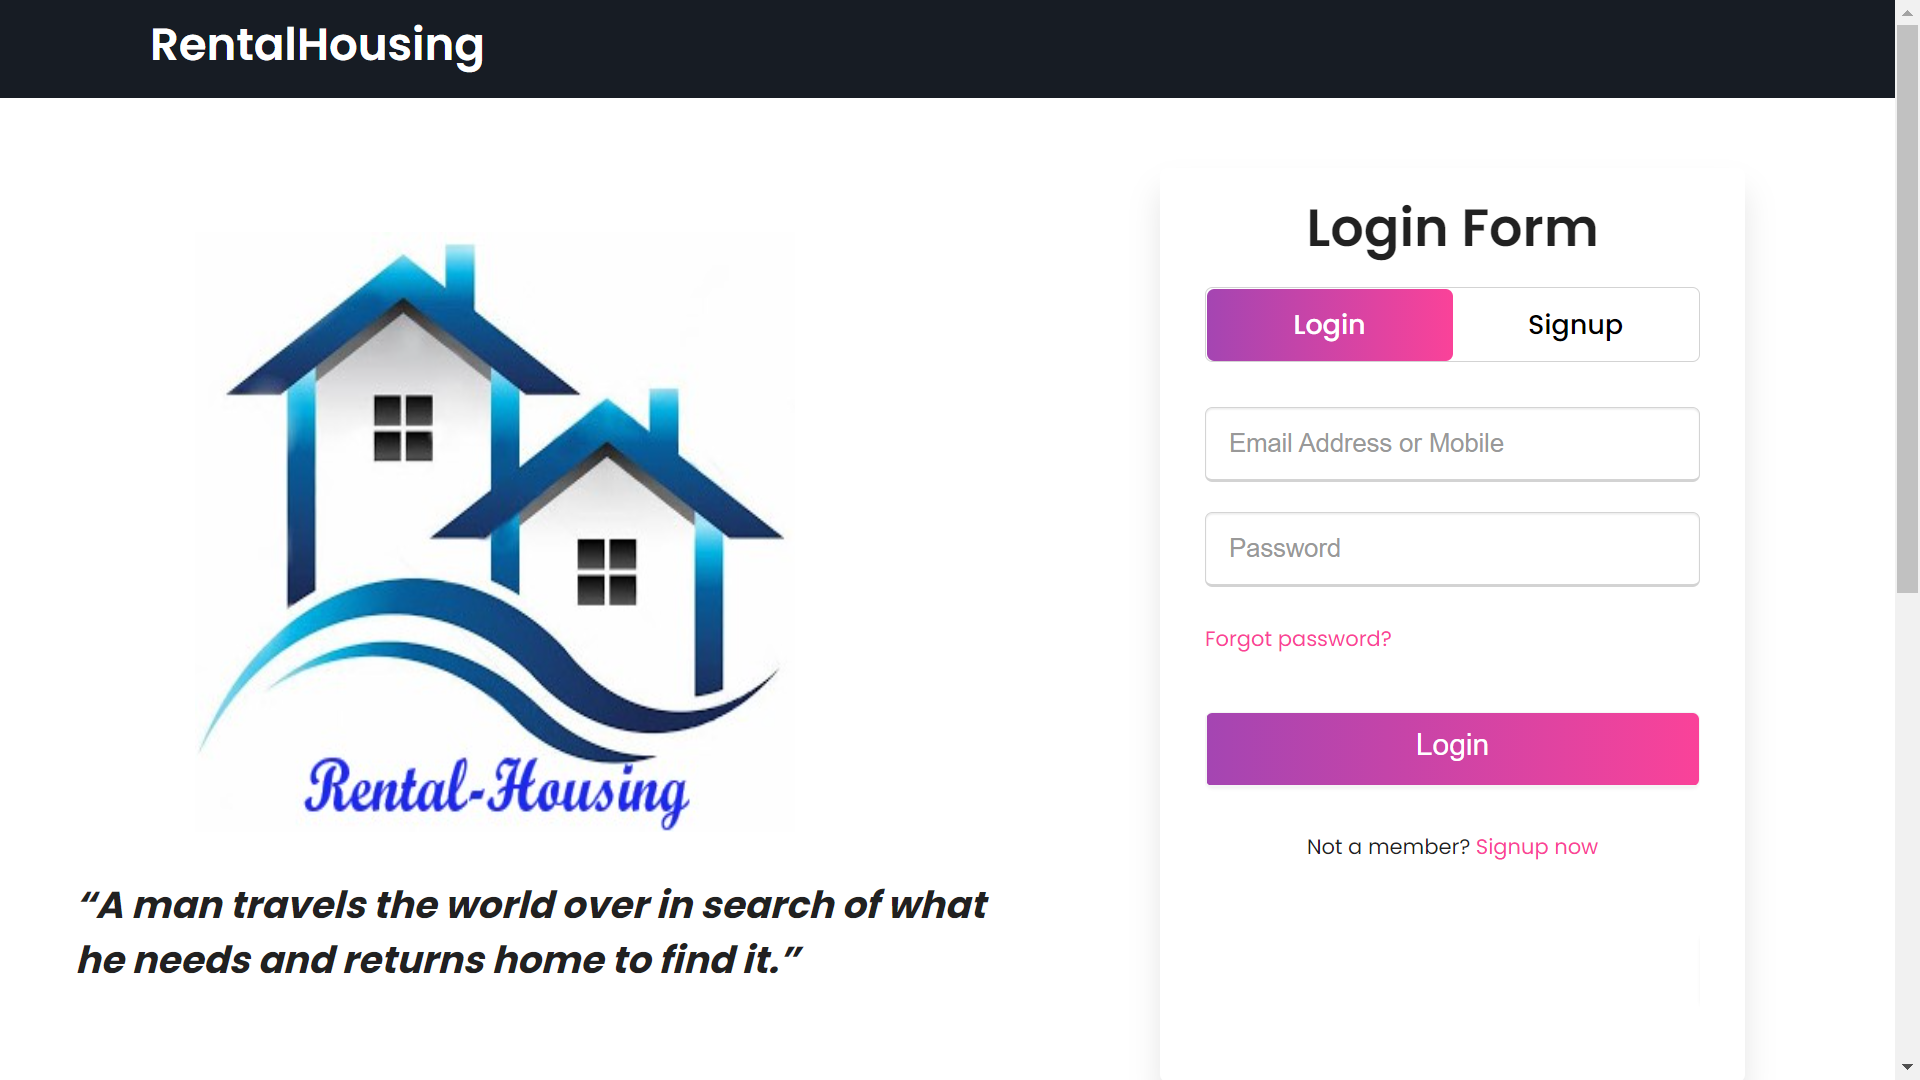 RentalHousing
Rental-Housing
“A man travels the world over in search of what
he needs and returns home to find it.”
Login Form
Login
Signup
Email Address or Mobile
Password
Forgot password?
Login
Not a member? Signup now